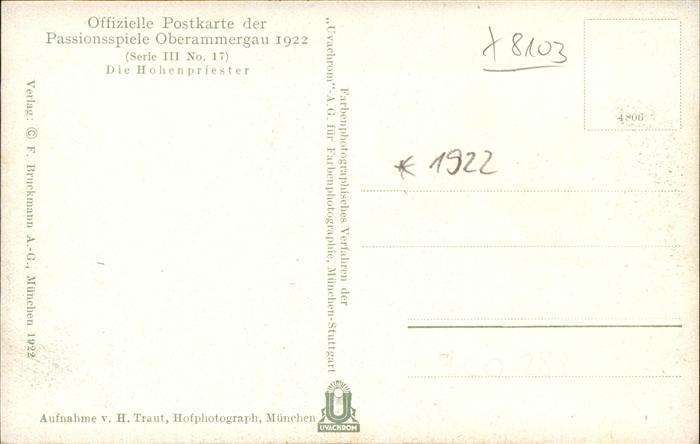 Offizielle Postkarte der
Passionsspiele Oberammergau 1922
(Serie III No. 17)
Die Hohenpriester
Verlag: © F. Bruckmann A.-G., München 1922
Aufnahme v. H. Traut, Hofphotograph, München
Farbenphotographisches Verfahren der
„Uvachrom"-A.G. für Farbenphotographie, München-Stuttgart
UVACHROM
8103
* 1922
4806